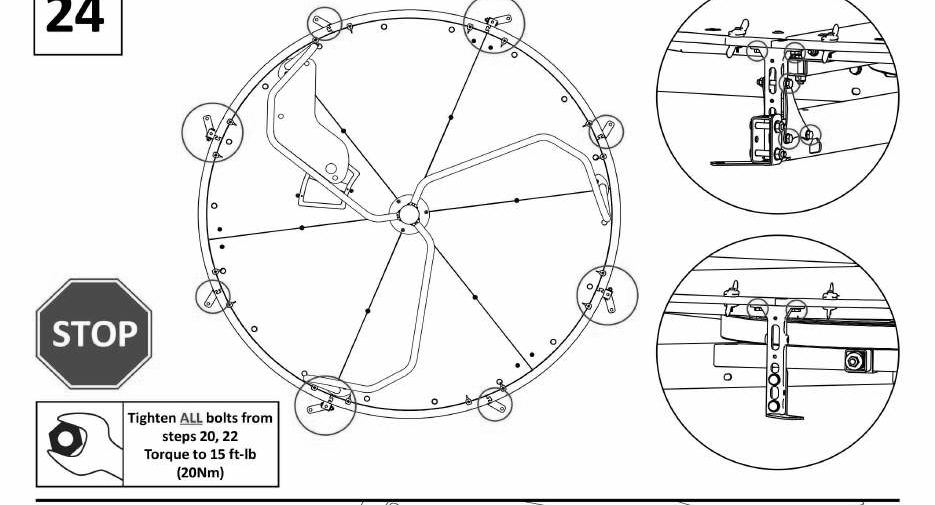 24
STOP
Tighten ALL bolts from
steps 20, 22
Torque to 15 ft-lb
(20Nm)